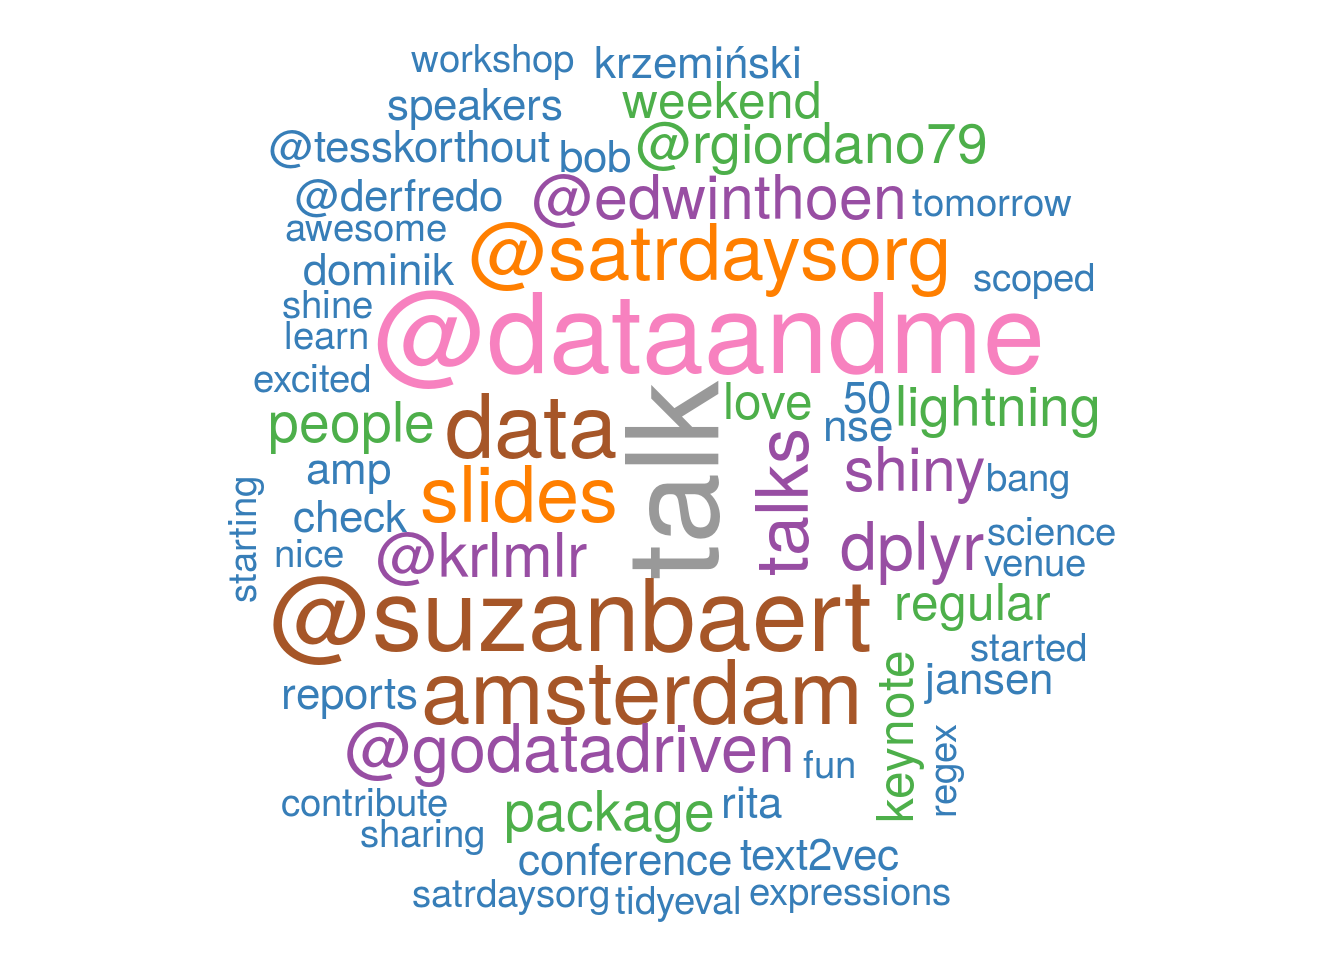 workshop
krzemiński
speakers
weekend
@tesskorthout
bob
@rgiordano79
@derfredo
@edwinthoen
tomorrow
awesome
@satrdaysorg
dominik
scoped
shine
learn
@dataandme
excited
people
data
talk
love
50
nse
lightning
amp
slides
talks
shiny
bang
starting
check
nice
@krlmlr
dplyr
science
venue
@suzanbaert
regular
started
reports
amsterdam
keynote
jansen
@godatadriven
fun
regex
contribute
sharing
package
rita
conference
text2vec
satrdaysorg
tidyeval
expressions